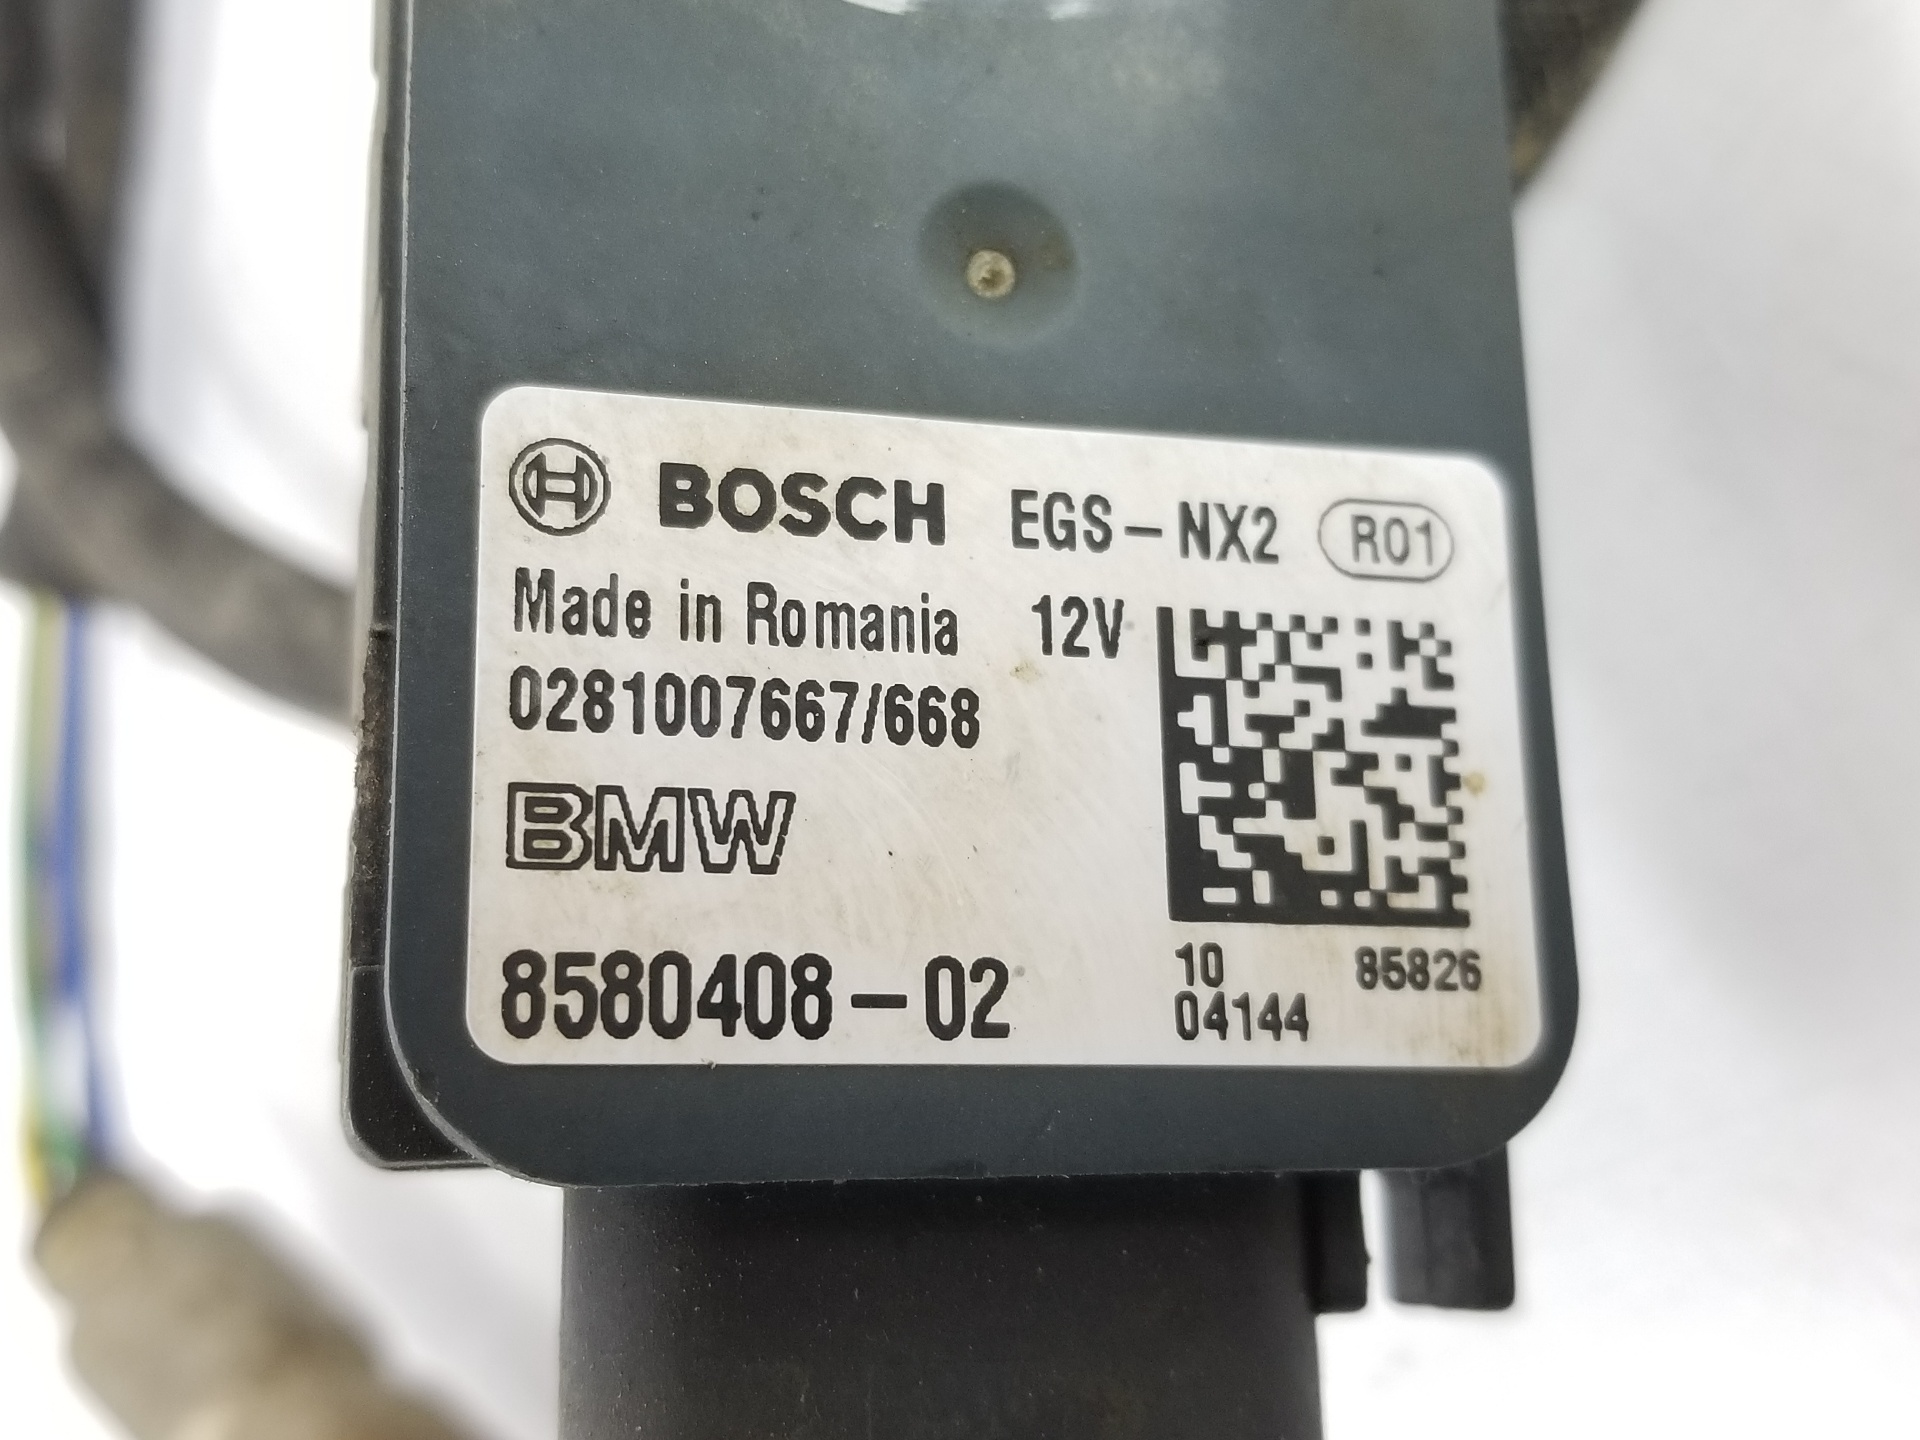 BOSCH EGS-NX2 R01
Made in Romania 12V
0281007667/668
BMW
8580408-02
10 85826
04144